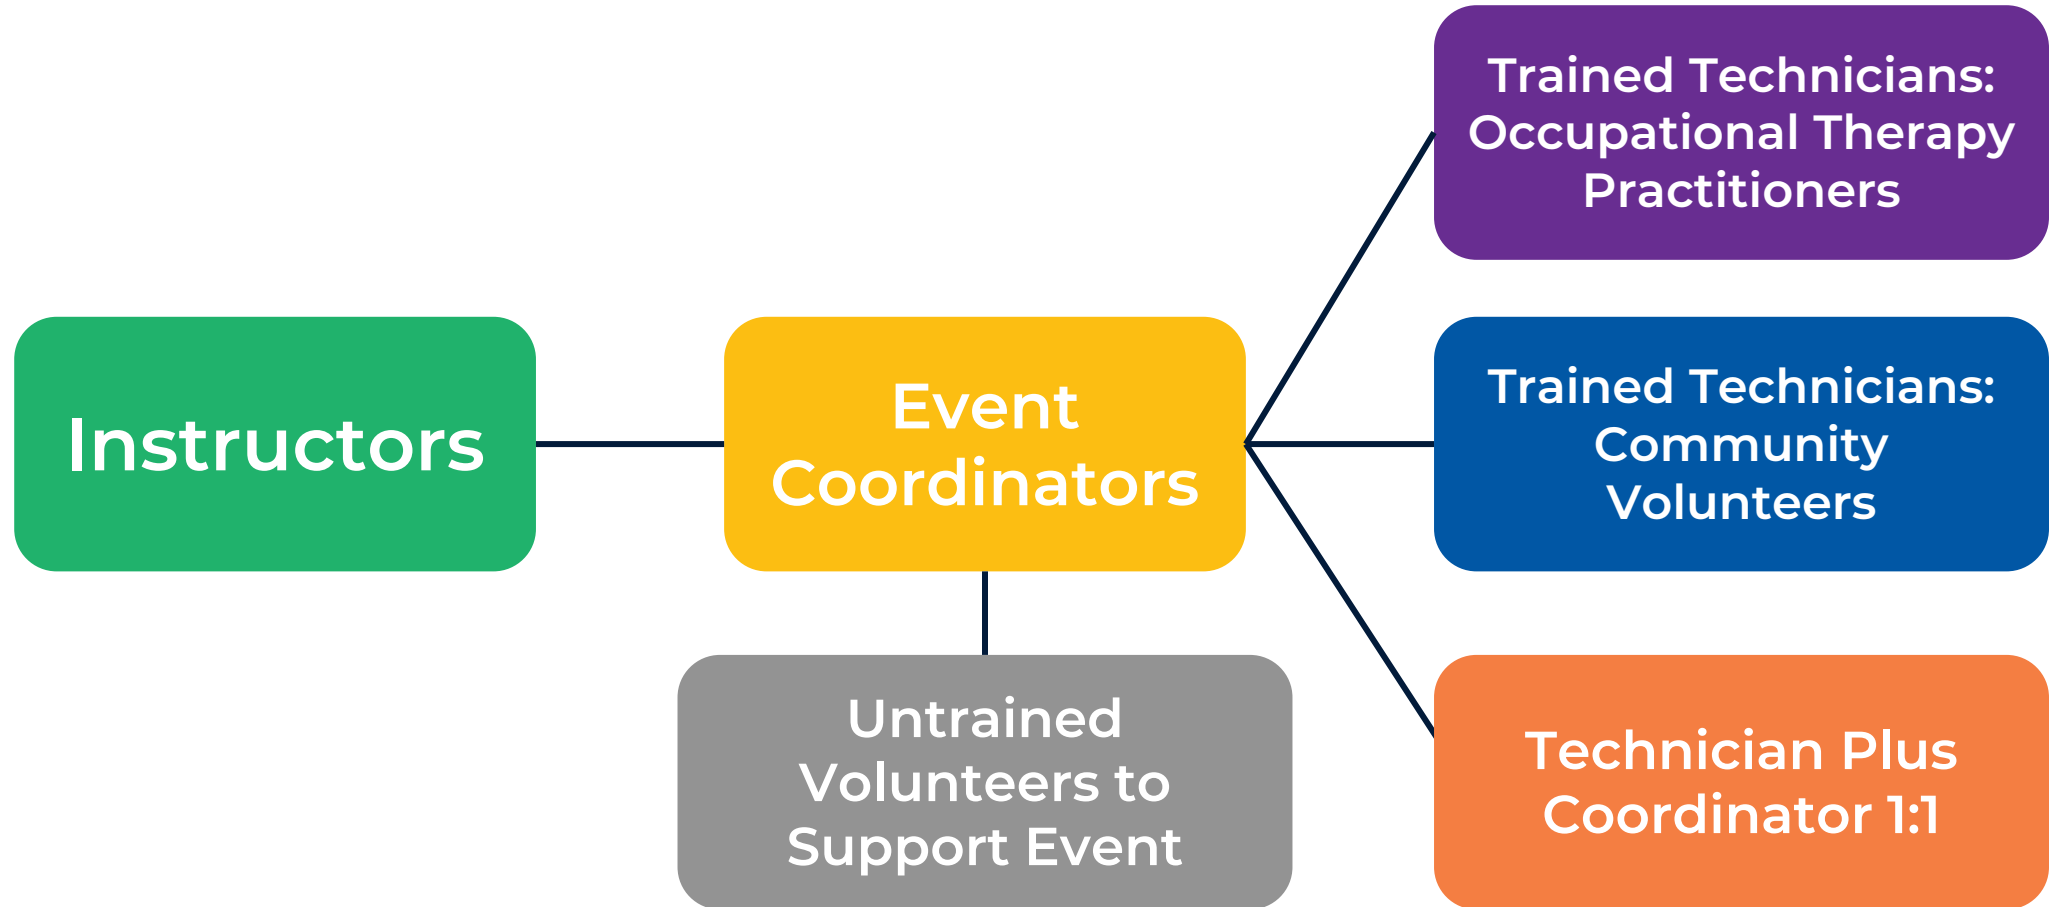 Instructors
Event
Coordinators
Untrained
Volunteers to
Support Event
Trained Technicians:
Occupational Therapy
Practitioners
Trained Technicians:
Community
Volunteers
Technician Plus
Coordinator 1:1